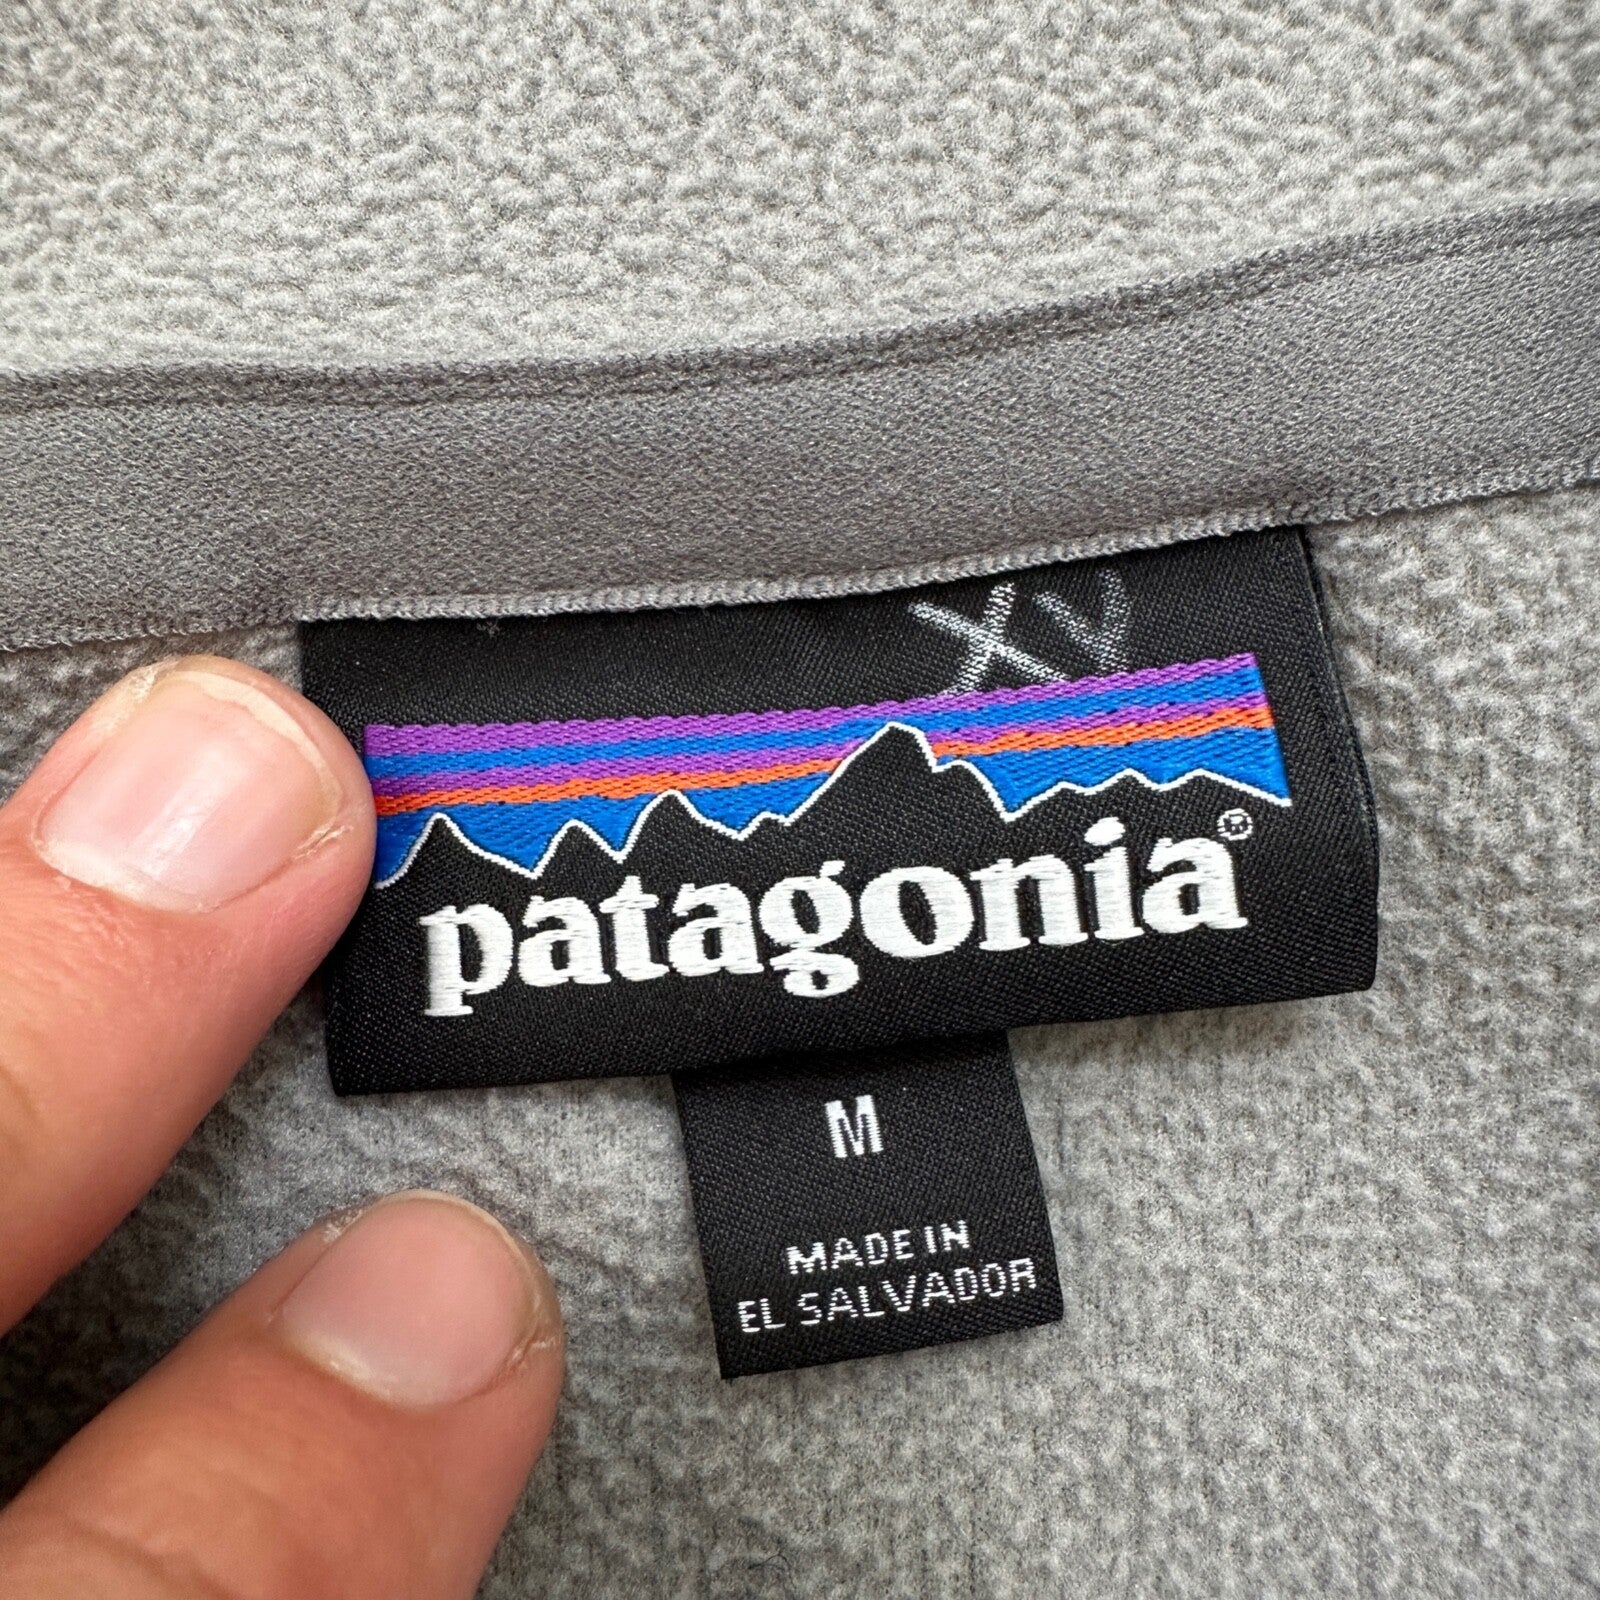 XV
patagonia®
M
MADE IN
EL SALVADOR